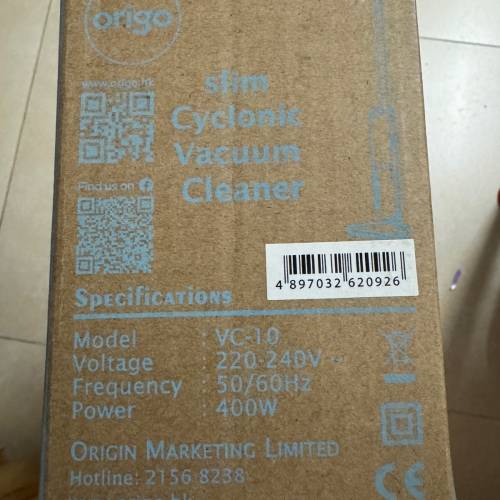 origo
www.origo.hk
slim
Cyclonic
Vacuum
Cleaner
Find us on
4 897032 620926
Specifications
Model : VC-10
Voltage : 220-240V ~
Frequency : 50/60Hz
Power : 400W
ORIGIN MARKETING LIMITED
Hotline: 2156 8238
CE